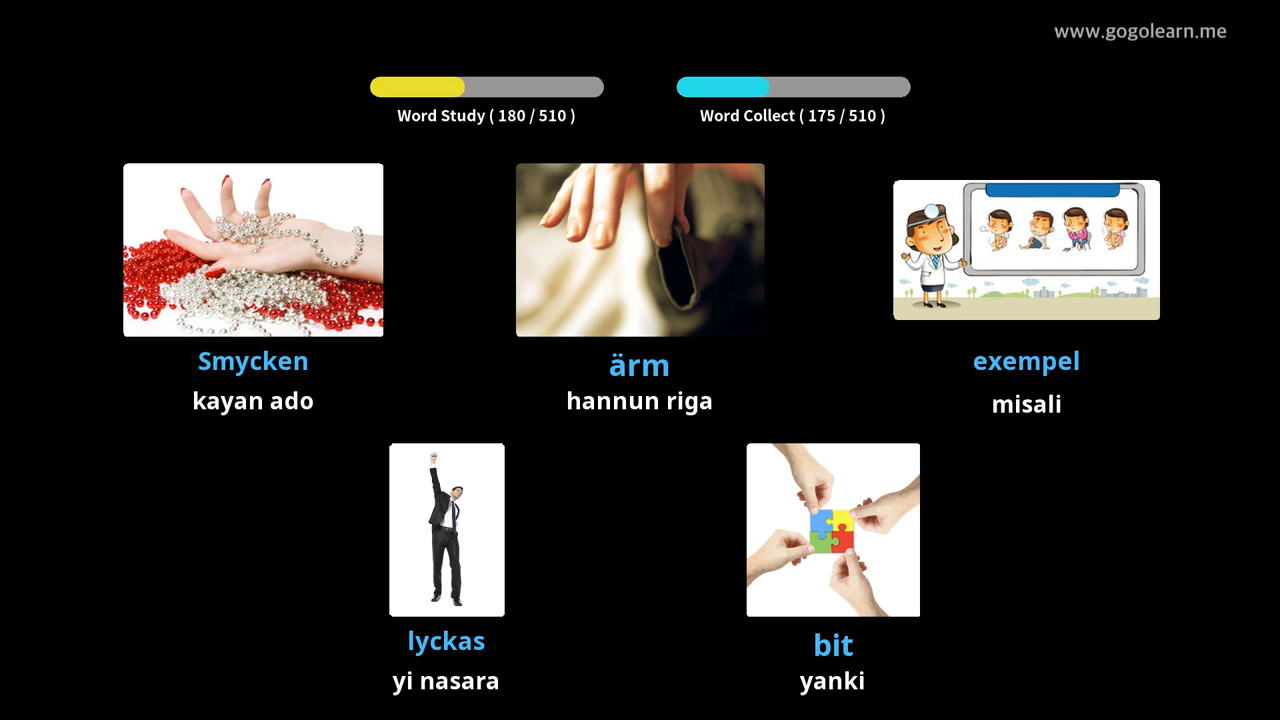 www.gogolearn.me
Word Study ( 180 / 510 )
Word Collect ( 175 / 510 )
Smycken
kayan ado
ärm
hannun riga
exempel
misali
lyckas
yi nasara
bit
yanki